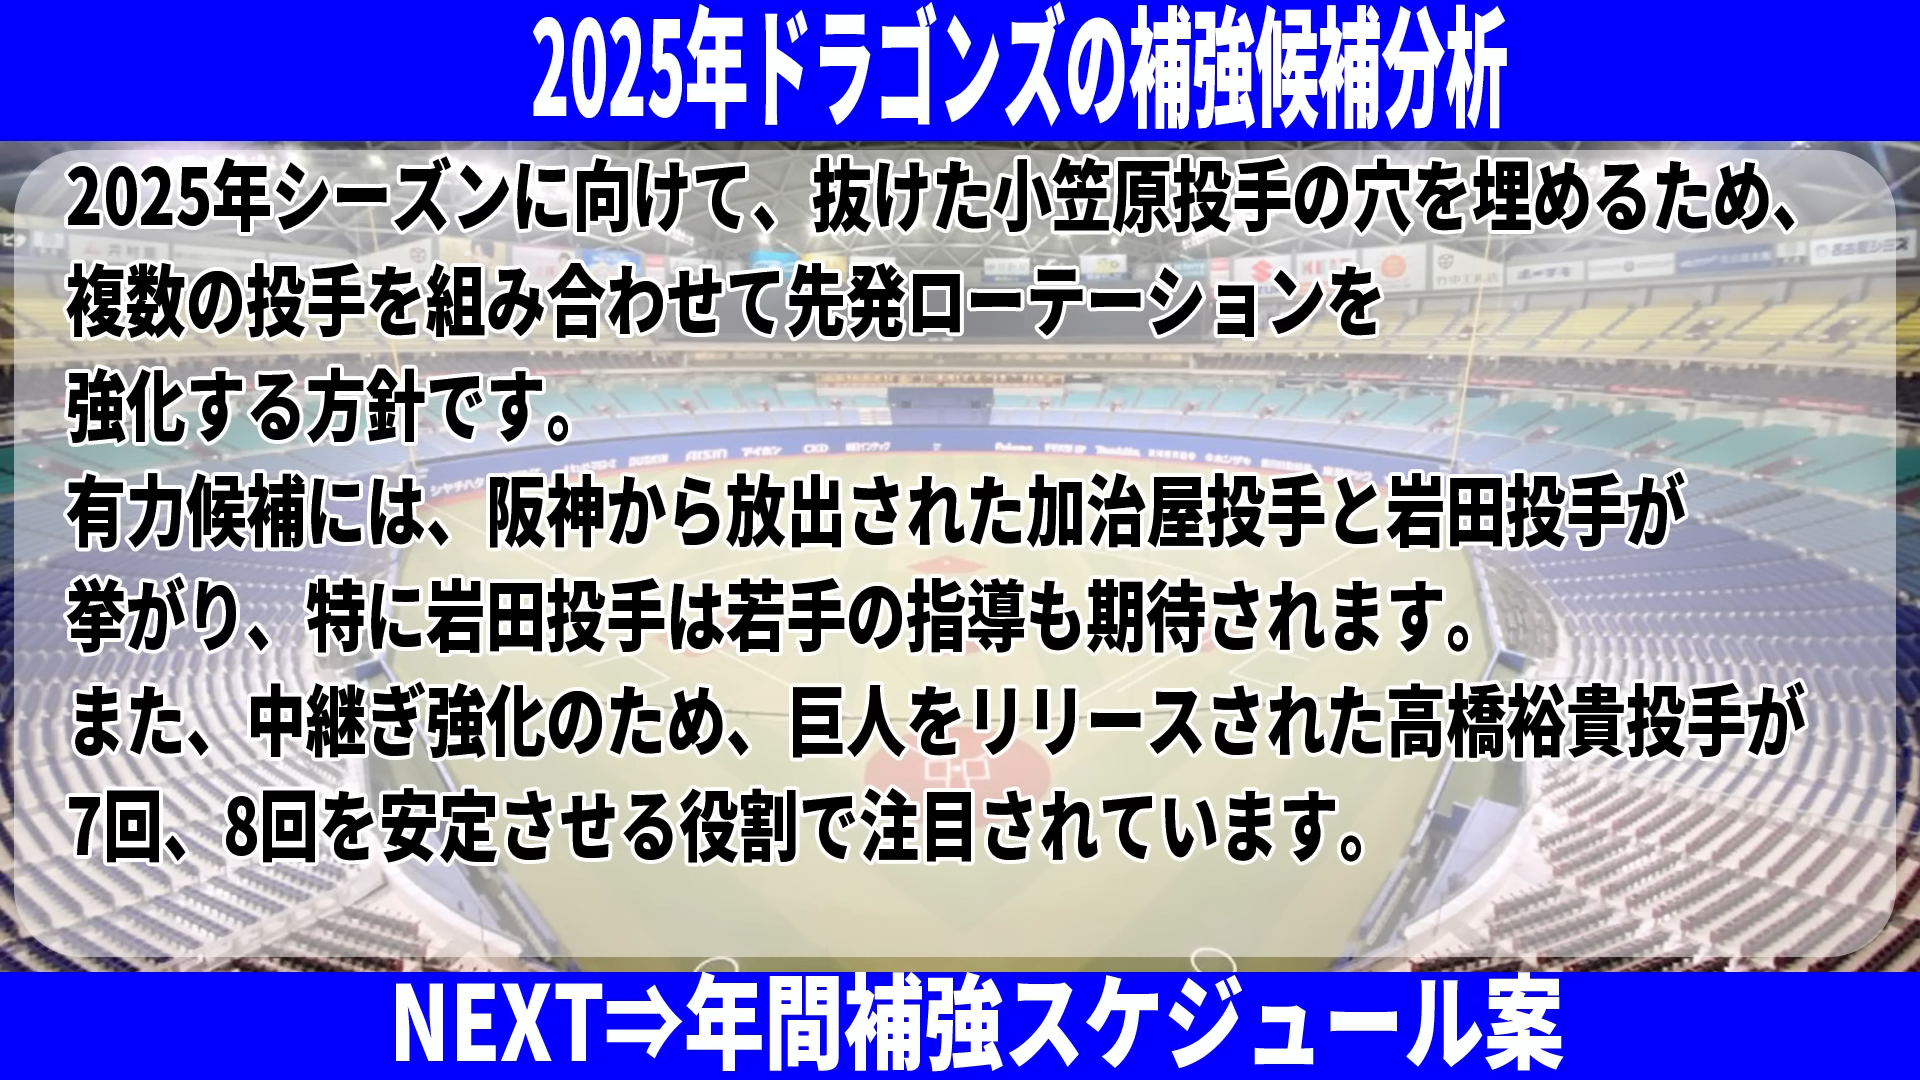 2025年ドラゴンズの補強候補分析
2025年シーズンに向けて、抜けた小笠原投手の穴を埋めるため、
複数の投手を組み合わせて先発ローテーションを
強化する方針です。
有力候補には、阪神から放出された加治屋投手と岩田投手が
挙がり、特に岩田投手は若手の指導も期待されます。
また、中継ぎ強化のため、巨人をリリースされた高橋裕貴投手が
7回、8回を安定させる役割で注目されています。
AISIN
アイホン
CKD
NEXT⇒年間補強スケジュール案